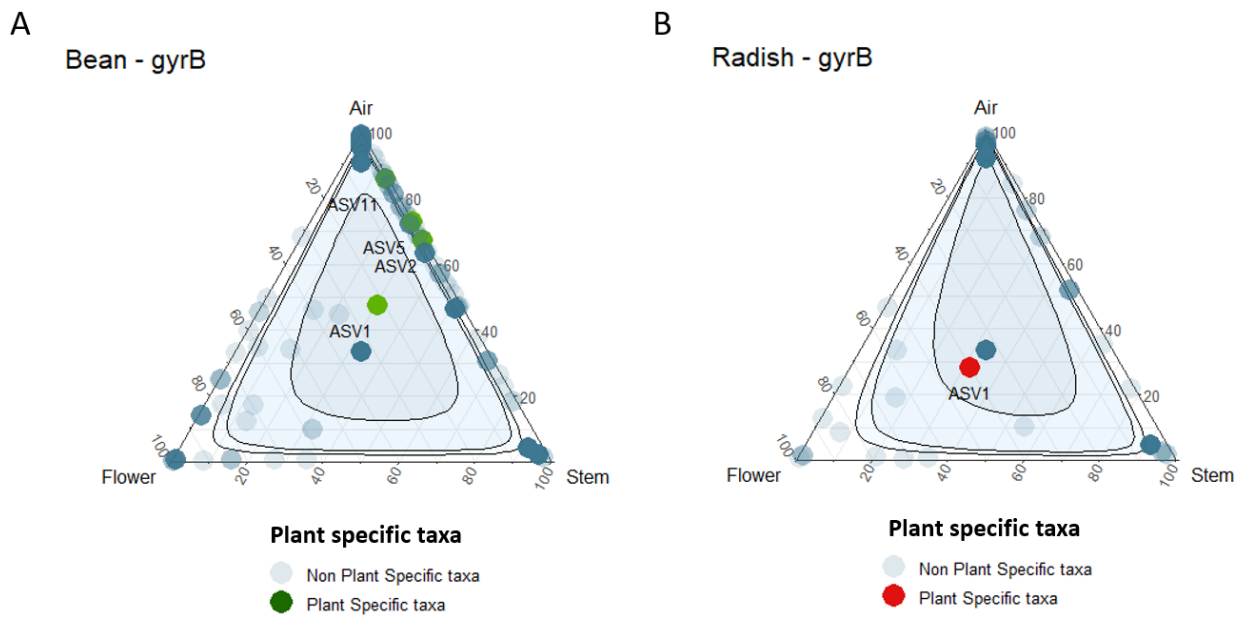 A
Bean - gyrB
Air
100
20
80
ASV11
40
ASV5
ASV2
60
60
ASV1
40
80
20
100
Flower
20
40
60
80
100
Stem
Plant specific taxa
Non Plant Specific taxa
Plant Specific taxa
B
Radish - gyrB
Air
100
20
80
40
60
60
40
ASV1
80
20
100
Flower
20
40
60
80
100
Stem
Plant specific taxa
Non Plant Specific taxa
Plant Specific taxa